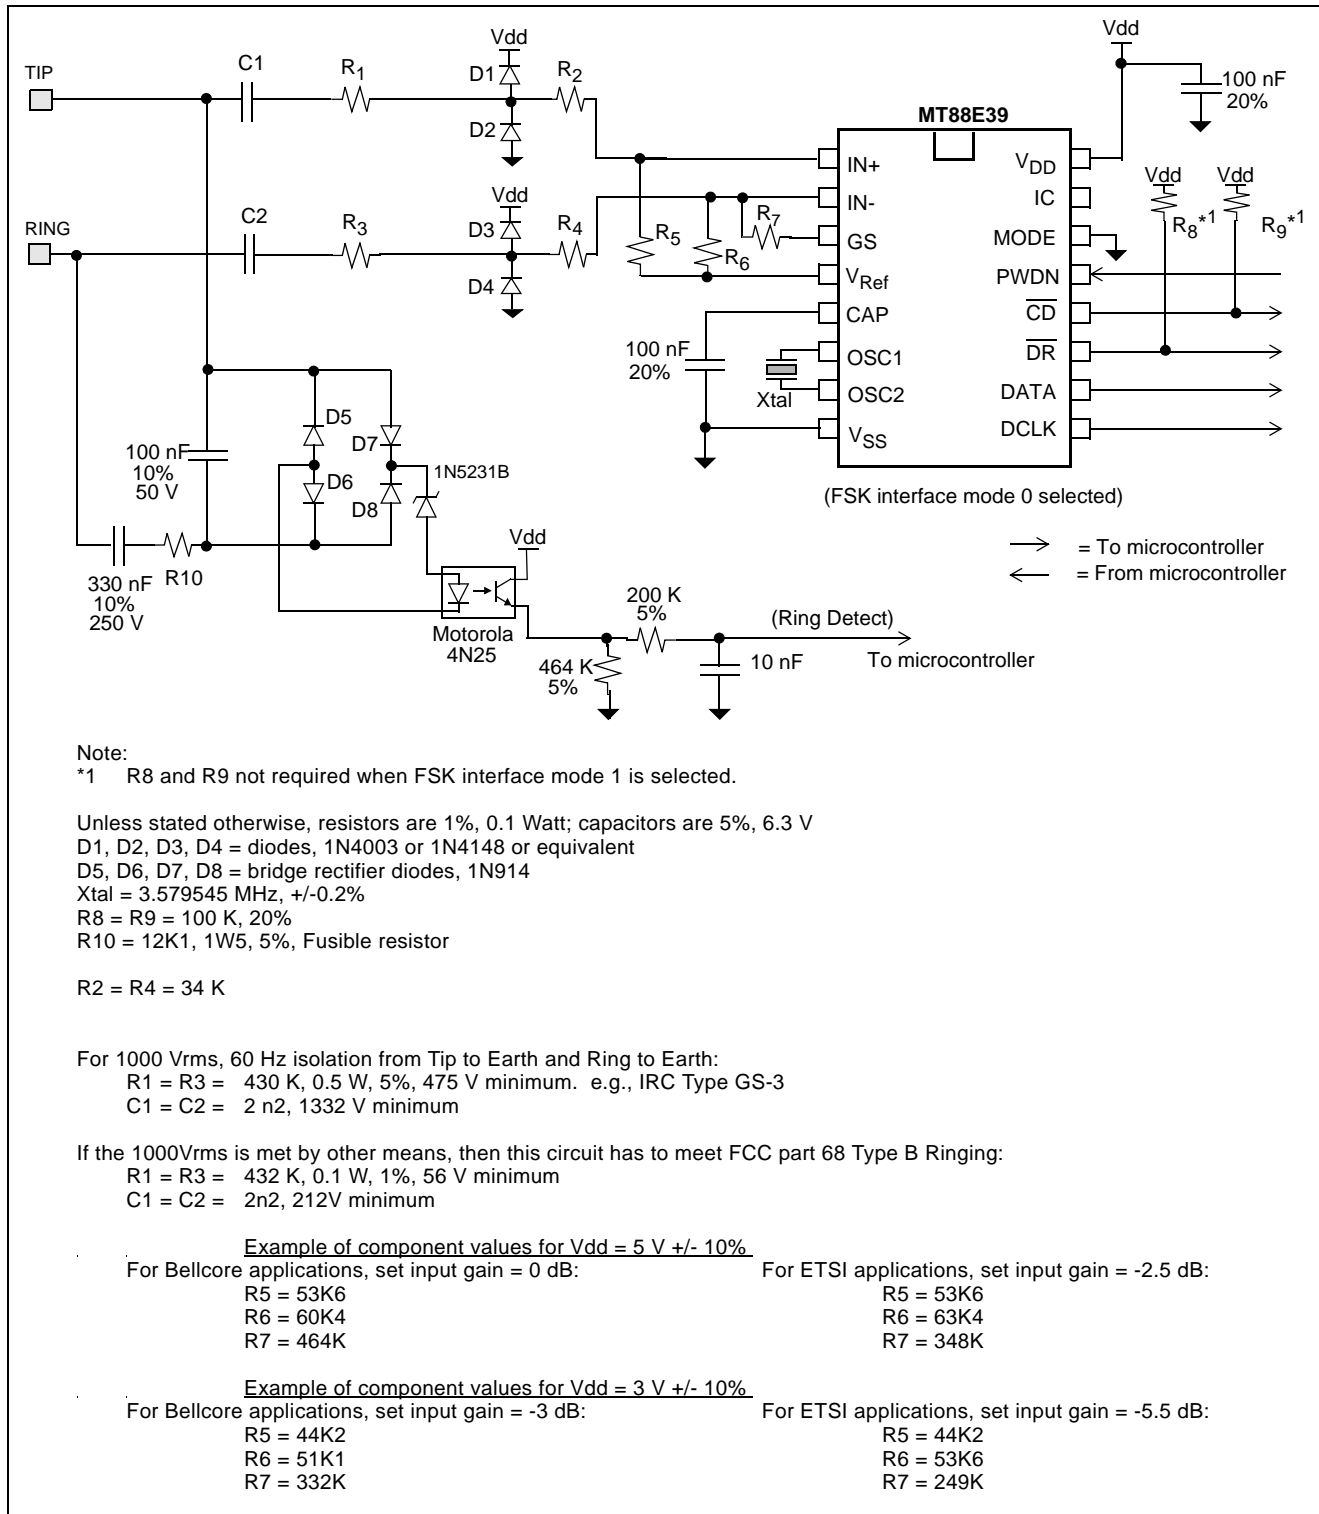 TIP
C1
R1
Vdd
D1
D2
R2
RING
C2
R3
Vdd
D3
D4
R4
R5
R6
R7
MT88E39
IN+
IN-
GS
VRef
CAP
OSC1
OSC2
VSS
VDD
IC
MODE
PWDN
CD
DR
DATA
DCLK
Vdd
100 nF
20%
Vdd
R8*1
Vdd
R9*1
100 nF
20%
Xtal
(FSK interface mode 0 selected)
= To microcontroller
= From microcontroller
D5
D6
D7
D8
100 nF
10%
50 V
330 nF
10%
250 V
R10
1N5231B
Vdd
Motorola
4N25
200 K
5%
464 K
5%
10 nF
(Ring Detect)
To microcontroller
Note:
*1 R8 and R9 not required when FSK interface mode 1 is selected.
Unless stated otherwise, resistors are 1%, 0.1 Watt; capacitors are 5%, 6.3 V
D1, D2, D3, D4 = diodes, 1N4003 or 1N4148 or equivalent
D5, D6, D7, D8 = bridge rectifier diodes, 1N914
Xtal = 3.579545 MHz, +/-0.2%
R8 = R9 = 100 K, 20%
R10 = 12K1, 1W5, 5%, Fusible resistor
R2 = R4 = 34 K
For 1000 Vrms, 60 Hz isolation from Tip to Earth and Ring to Earth:
R1 = R3 = 430 K, 0.5 W, 5%, 475 V minimum. e.g., IRC Type GS-3
C1 = C2 = 2 n2, 1332 V minimum
If the 1000Vrms is met by other means, then this circuit has to meet FCC part 68 Type B Ringing:
R1 = R3 = 432 K, 0.1 W, 1%, 56 V minimum
C1 = C2 = 2n2, 212V minimum
Example of component values for Vdd = 5 V +/- 10%
For Bellcore applications, set input gain = 0 dB:
R5 = 53K6
R6 = 60K4
R7 = 464K
For ETSI applications, set input gain = -2.5 dB:
R5 = 53K6
R6 = 63K4
R7 = 348K
Example of component values for Vdd = 3 V +/- 10%
For Bellcore applications, set input gain = -3 dB:
R5 = 44K2
R6 = 51K1
R7 = 332K
For ETSI applications, set input gain = -5.5 dB:
R5 = 44K2
R6 = 53K6
R7 = 249K